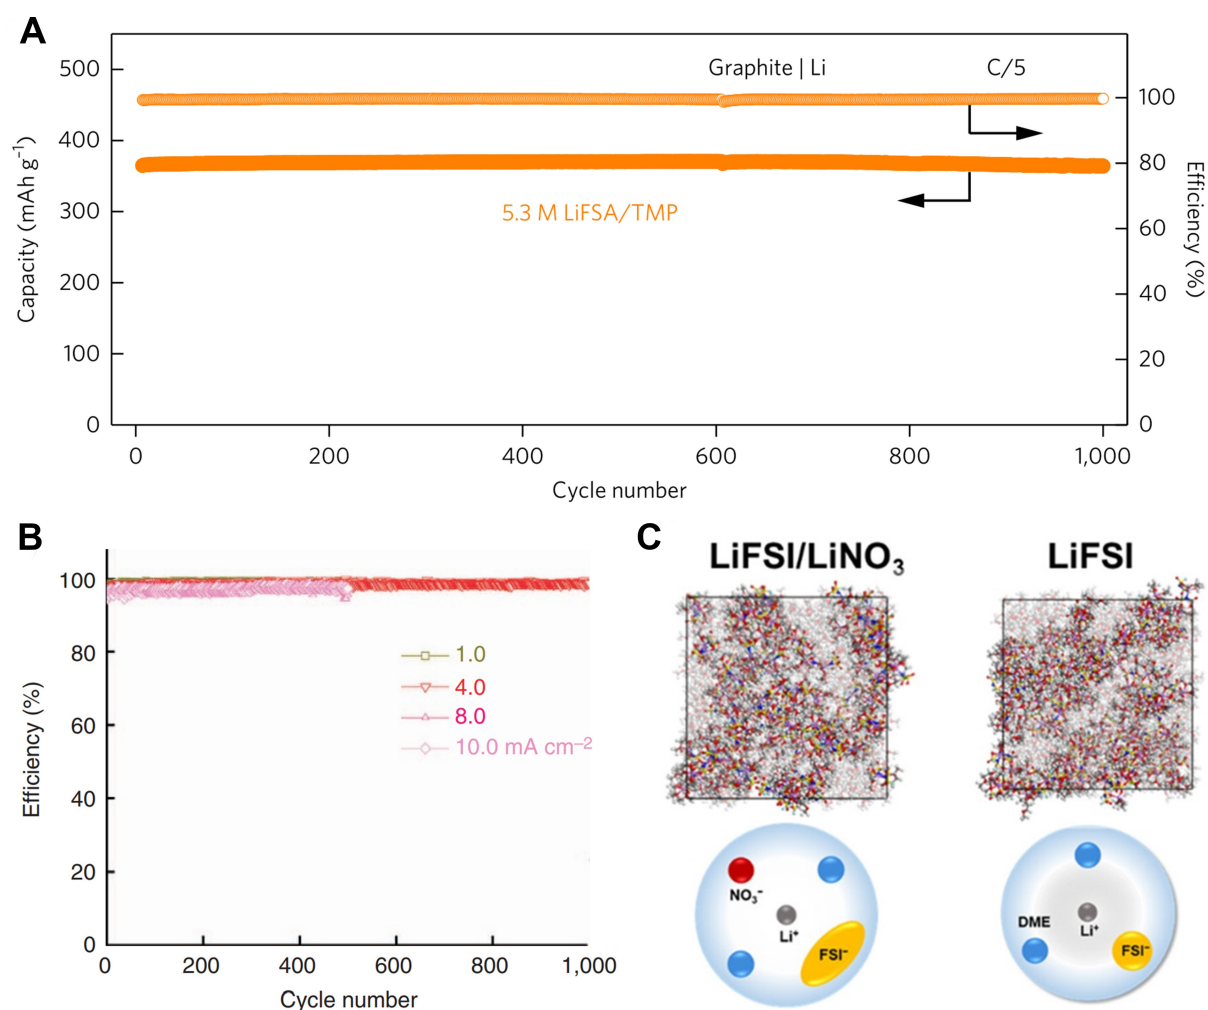 A
Graphite | Li
C/5
500
400
300
200
100
0
Capacity (mAh g⁻¹)
100
80
60
40
20
0
Efficiency (%)
5.3 M LiFSA/TMP
0 200 400 600 800 1,000
Cycle number
B
100
80
60
40
20
0
Efficiency (%)
1.0
4.0
8.0
10.0 mA cm⁻²
0 200 400 600 800 1,000
Cycle number
C
LiFSI/LiNO₃
LiFSI
NO₃⁻
Li⁺
FSI⁻
DME
Li⁺
FSI⁻